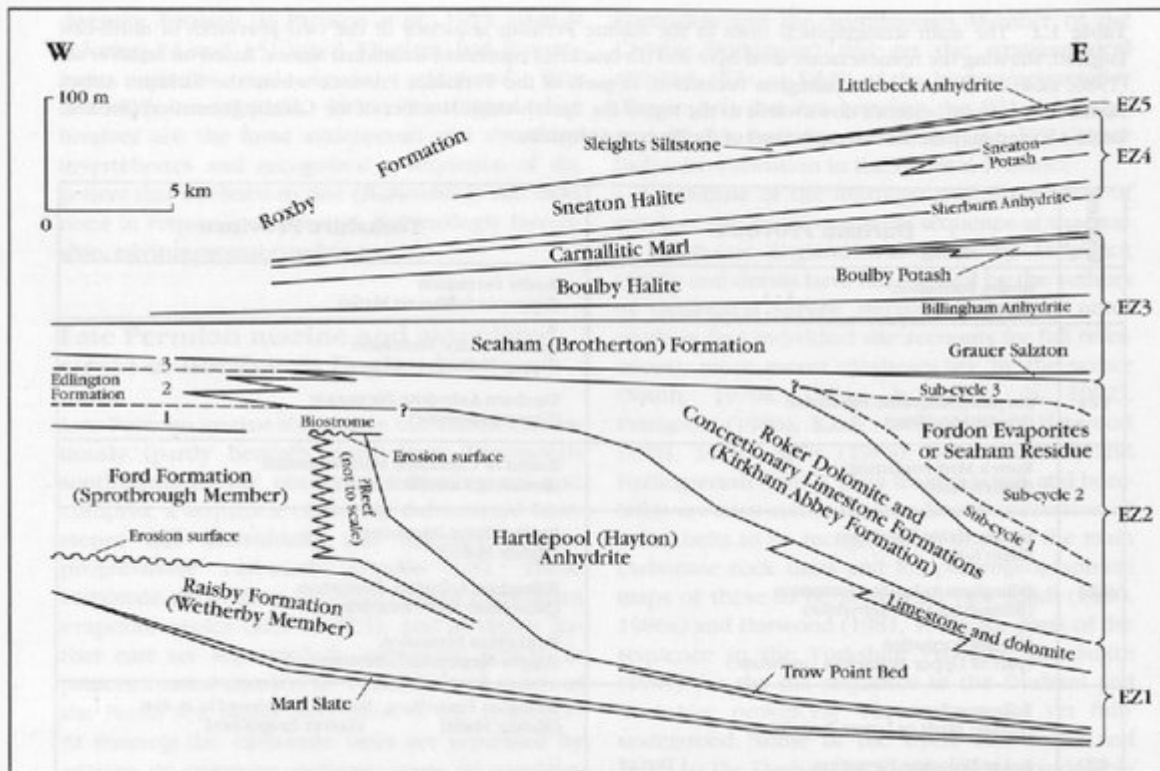 W
E
100 m
5 km
0
Littlebeck Anhydrite
EZ5
Sleights Siltstone
Sneaton
Potash
EZ4
Roxby Formation
Sneaton Halite
Sherburn Anhydrite
Carnallitic Marl
Boulby Potash
Boulby Halite
Billingham Anhydrite
EZ3
Seaham (Brotherton) Formation
Grauer Salzton
3
Edlington
Formation
2
1
?
?
Sub-cycle 3
Fordon Evaporites
or Seaham Residue
Sub-cycle 2
Sub-cycle 1
EZ2
Biostrome
Erosion surface
Reef
(not to scale)
Ford Formation
(Sprotbrough Member)
Erosion surface
Roker Dolomite and
Concretionary Limestone Formations
(Kirkham Abbey Formation)
Hartlepool (Hayton)
Anhydrite
Raisby Formation
(Wetherby Member)
Limestone and dolomite
Trow Point Bed
Marl Slate
EZ1